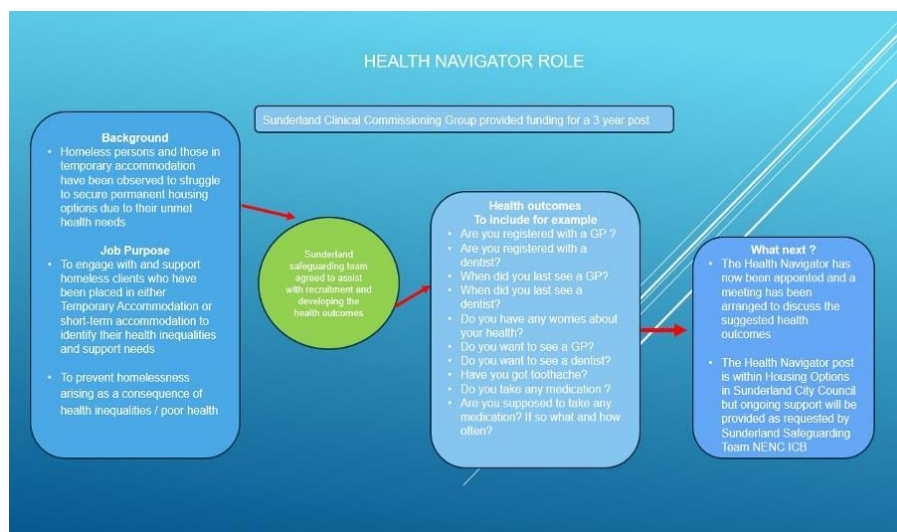 HEALTH NAVIGATOR ROLE
Sunderland Clinical Commissioning Group provided funding for a 3 year post
Background
• Homeless persons and those in
temporary accommodation
have been observed to struggle
to secure permanent housing
options due to their unmet
health needs
Job Purpose
• To engage with and support
homeless clients who have
been placed in either
Temporary Accommodation or
short-term accommodation to
identify their health inequalities
and support needs
• To prevent homelessness
arising as a consequence of
health inequalities / poor health
Sunderland
safeguarding team
agreed to assist
with recruitment and
developing the
health outcomes
Health outcomes
To include for example
• Are you registered with a GP ?
• Are you registered with a
dentist?
• When did you last see a GP?
• When did you last see a
dentist?
• Do you have any worries about
your health?
• Do you want to see a GP?
• Do you want to see a dentist?
• Have you got toothache?
• Do you take any medication ?
• Are you supposed to take any
medication? If so what and how
often?
What next ?
• The Health Navigator has
now been appointed and a
meeting has been
arranged to discuss the
suggested health
outcomes
• The Health Navigator post
is within Housing Options
in Sunderland City Council
but ongoing support will be
provided as requested by
Sunderland Safeguarding
Team NENC ICB